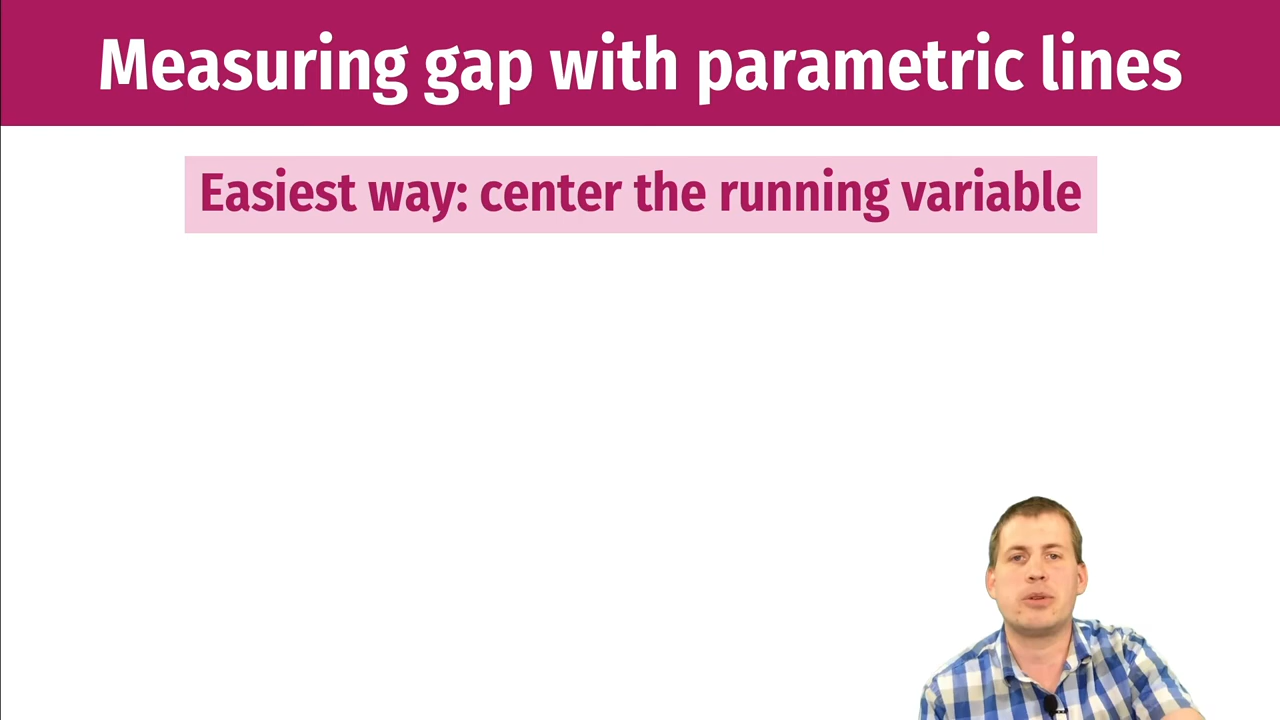 Measuring gap with parametric lines
Easiest way: center the running variable